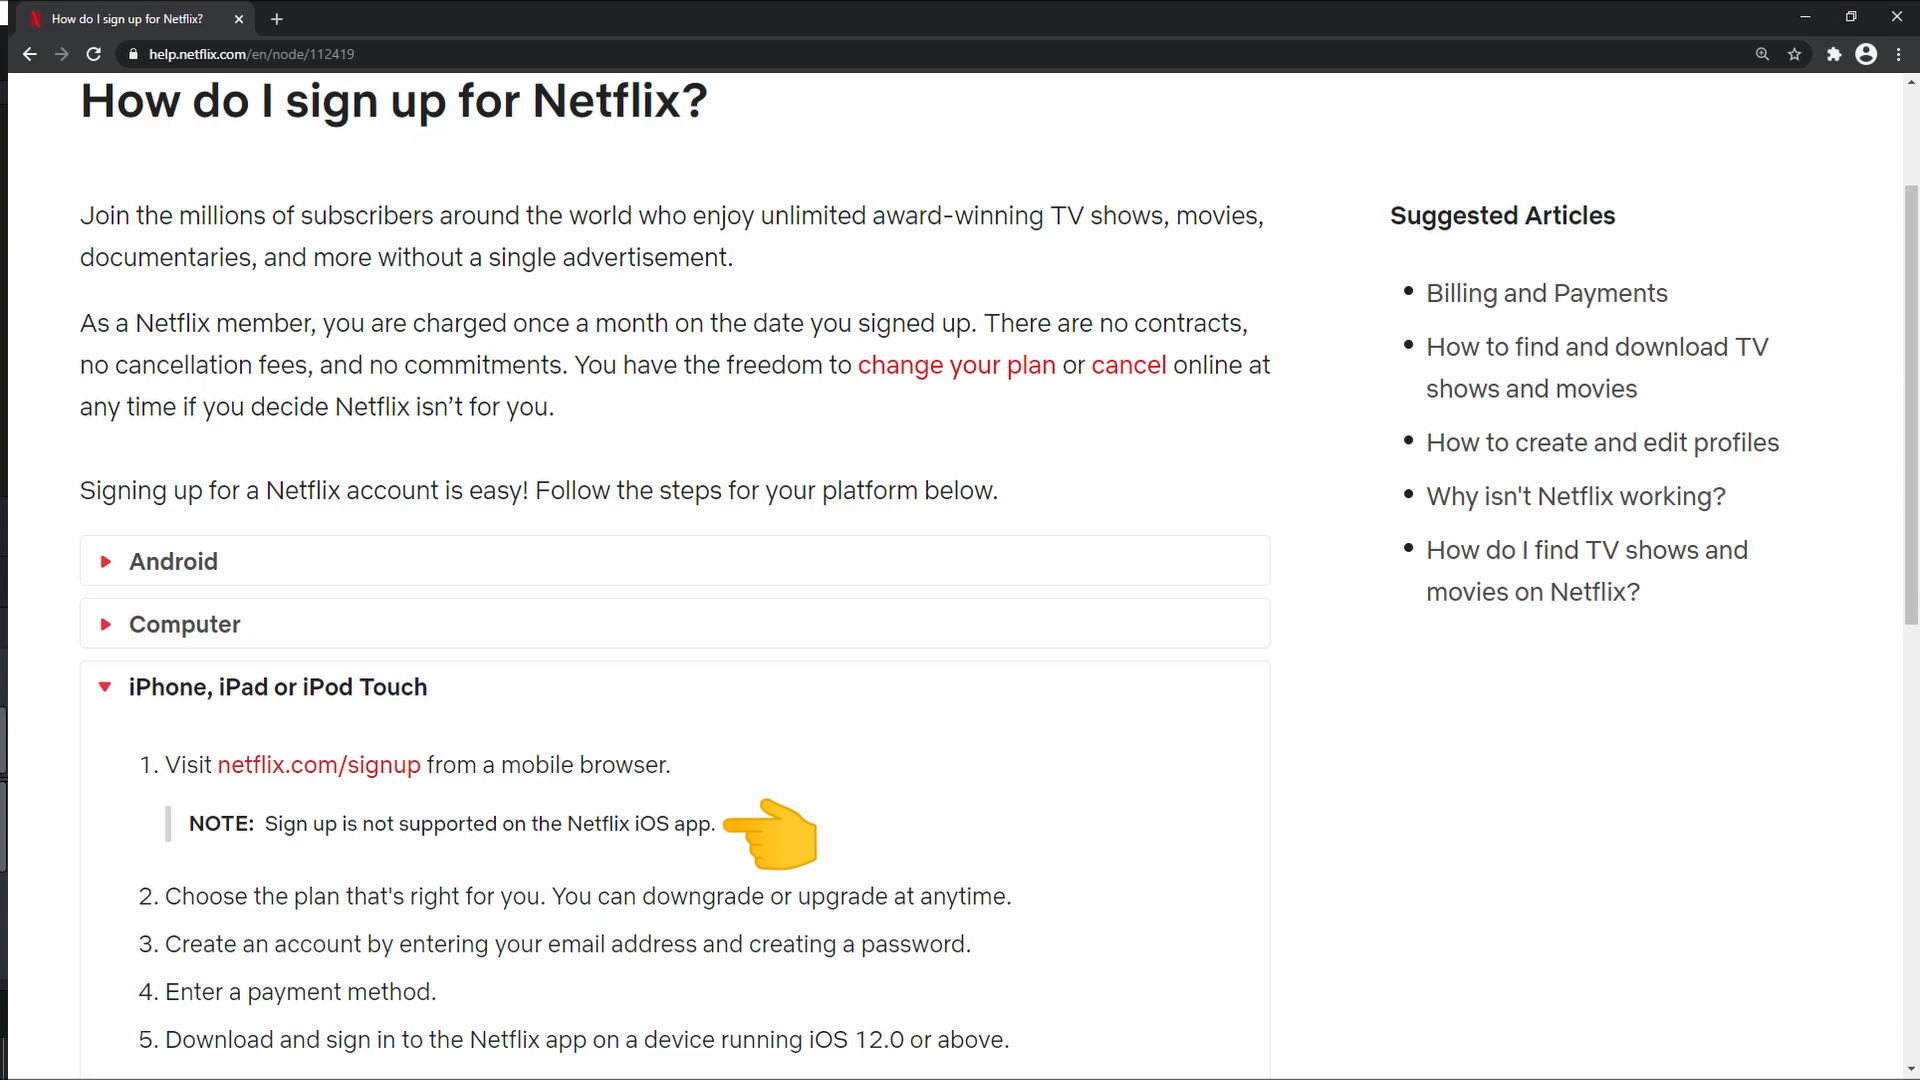 How do I sign up for Netflix?
help.netflix.com/en/node/112419
How do I sign up for Netflix?
Join the millions of subscribers around the world who enjoy unlimited award-winning TV shows, movies,
documentaries, and more without a single advertisement.
As a Netflix member, you are charged once a month on the date you signed up. There are no contracts,
no cancellation fees, and no commitments. You have the freedom to change your plan or cancel online at
any time if you decide Netflix isn’t for you.
Signing up for a Netflix account is easy! Follow the steps for your platform below.
Android
Computer
iPhone, iPad or iPod Touch
1. Visit netflix.com/signup from a mobile browser.
NOTE: Sign up is not supported on the Netflix iOS app.
2. Choose the plan that's right for you. You can downgrade or upgrade at anytime.
3. Create an account by entering your email address and creating a password.
4. Enter a payment method.
5. Download and sign in to the Netflix app on a device running iOS 12.0 or above.
Suggested Articles
Billing and Payments
How to find and download TV
shows and movies
How to create and edit profiles
Why isn't Netflix working?
How do I find TV shows and
movies on Netflix?